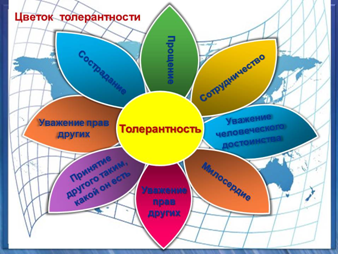 Цветок толерантности
Прощение
Сотрудничество
Уважение
человеческого
достоинства
Милосердие
Уважение
прав
других
Принятие
другого таким,
какой он есть
Уважение прав
других
Сострадание
Толерантность